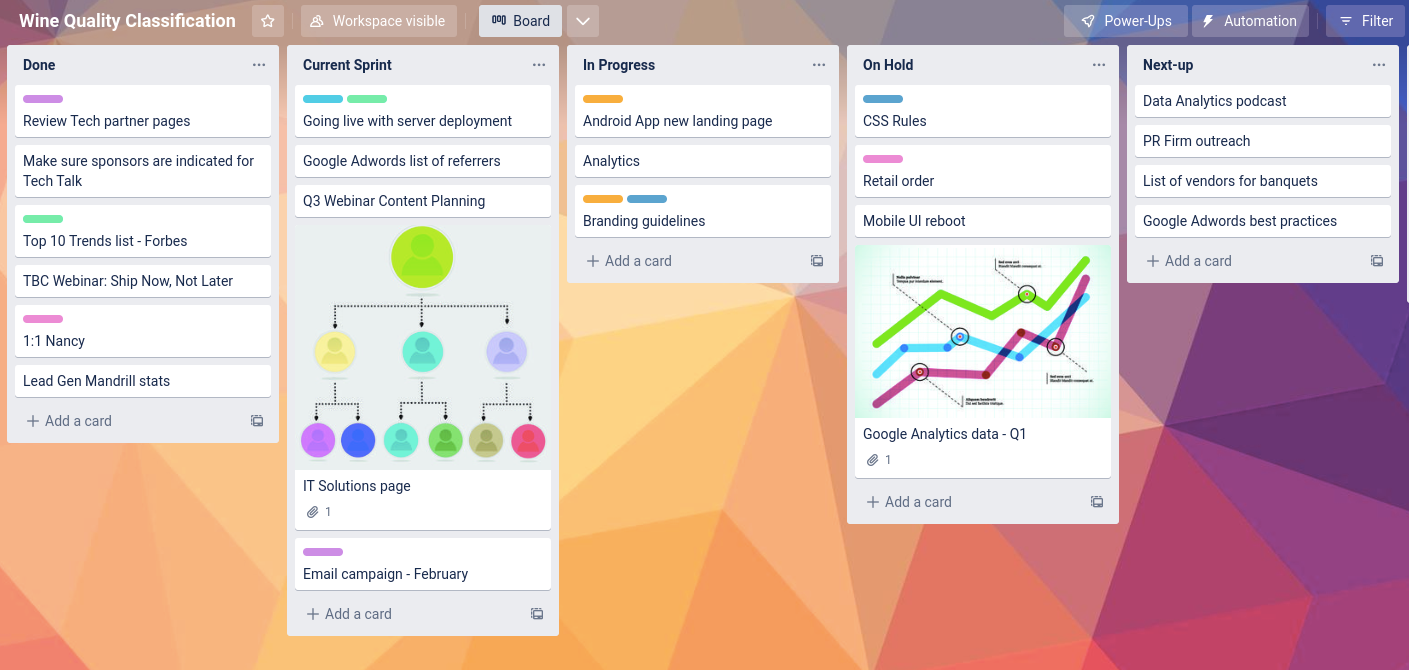 Wine Quality Classification
Workspace visible
Board
Power-Ups
Automation
Filter
Done
Review Tech partner pages
Make sure sponsors are indicated for
Tech Talk
Top 10 Trends list - Forbes
TBC Webinar: Ship Now, Not Later
1:1 Nancy
Lead Gen Mandrill stats
Add a card
Current Sprint
Going live with server deployment
Google Adwords list of referrers
Q3 Webinar Content Planning
IT Solutions page
1
Email campaign - February
Add a card
In Progress
Android App new landing page
Analytics
Branding guidelines
Add a card
On Hold
CSS Rules
Retail order
Mobile UI reboot
Google Analytics data - Q1
1
Add a card
Next-up
Data Analytics podcast
PR Firm outreach
List of vendors for banquets
Google Adwords best practices
Add a card